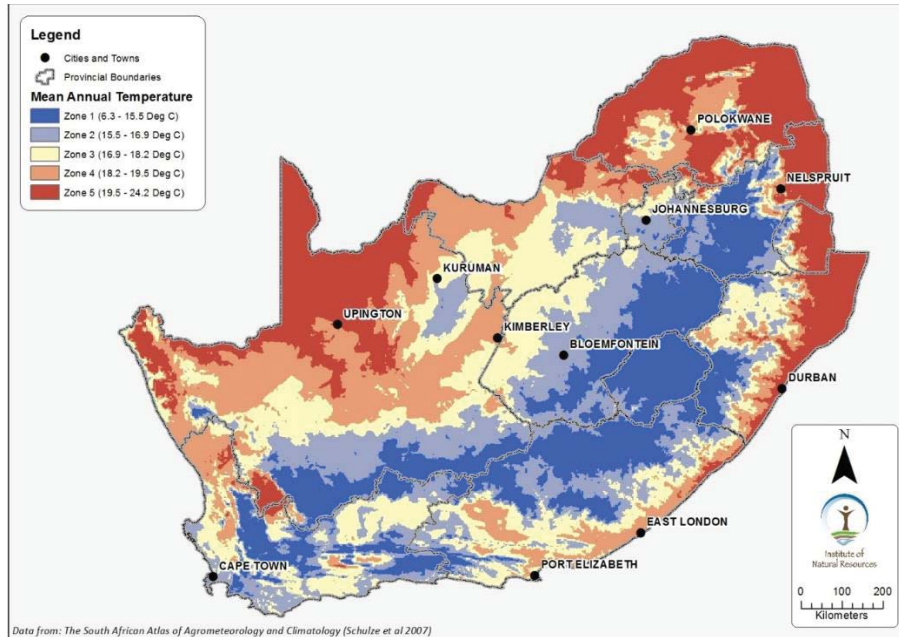 Legend
Cities and Towns
Provincial Boundaries
Mean Annual Temperature
Zone 1 (6.3 - 15.5 Deg C)
Zone 2 (15.5 - 16.9 Deg C)
Zone 3 (16.9 - 18.2 Deg C)
Zone 4 (18.2 - 19.5 Deg C)
Zone 5 (19.5 - 24.2 Deg C)
POLOKWANE
NELSPRUIT
JOHANNESBURG
KURUMAN
UPINGTON
KIMBERLEY
BLOEMFONTEIN
DURBAN
EAST LONDON
CAPE TOWN
PORT ELIZABETH
N
Institute of
Natural Resources
0 100 200
Kilometers
Data from: The South African Atlas of Agrometeorology and Climatology (Schulze et al 2007)